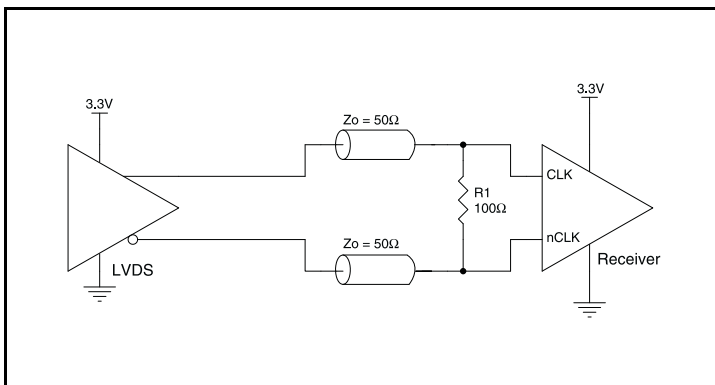 3.3V
3.3V
Zo = 50Ω
CLK
R1
100Ω
nCLK
Zo = 50Ω
LVDS
Receiver